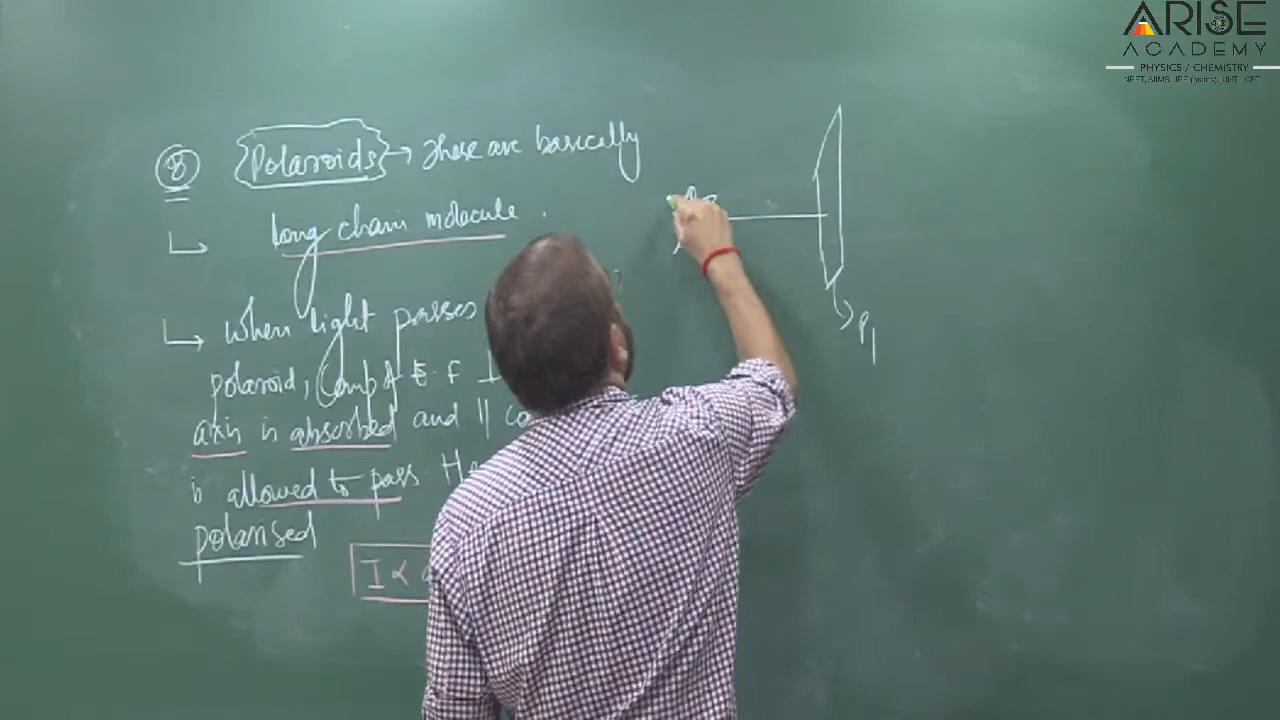 ARISE
ACADEMY
PHYSICS / CHEMISTRY
8 Polaroids → These are basically
long chain molecule
↳ When light passes
polaroid, Comp of E.F ⊥
axis is absorbed and || co
is allowed to pass. He
polarised
I ∝
P1